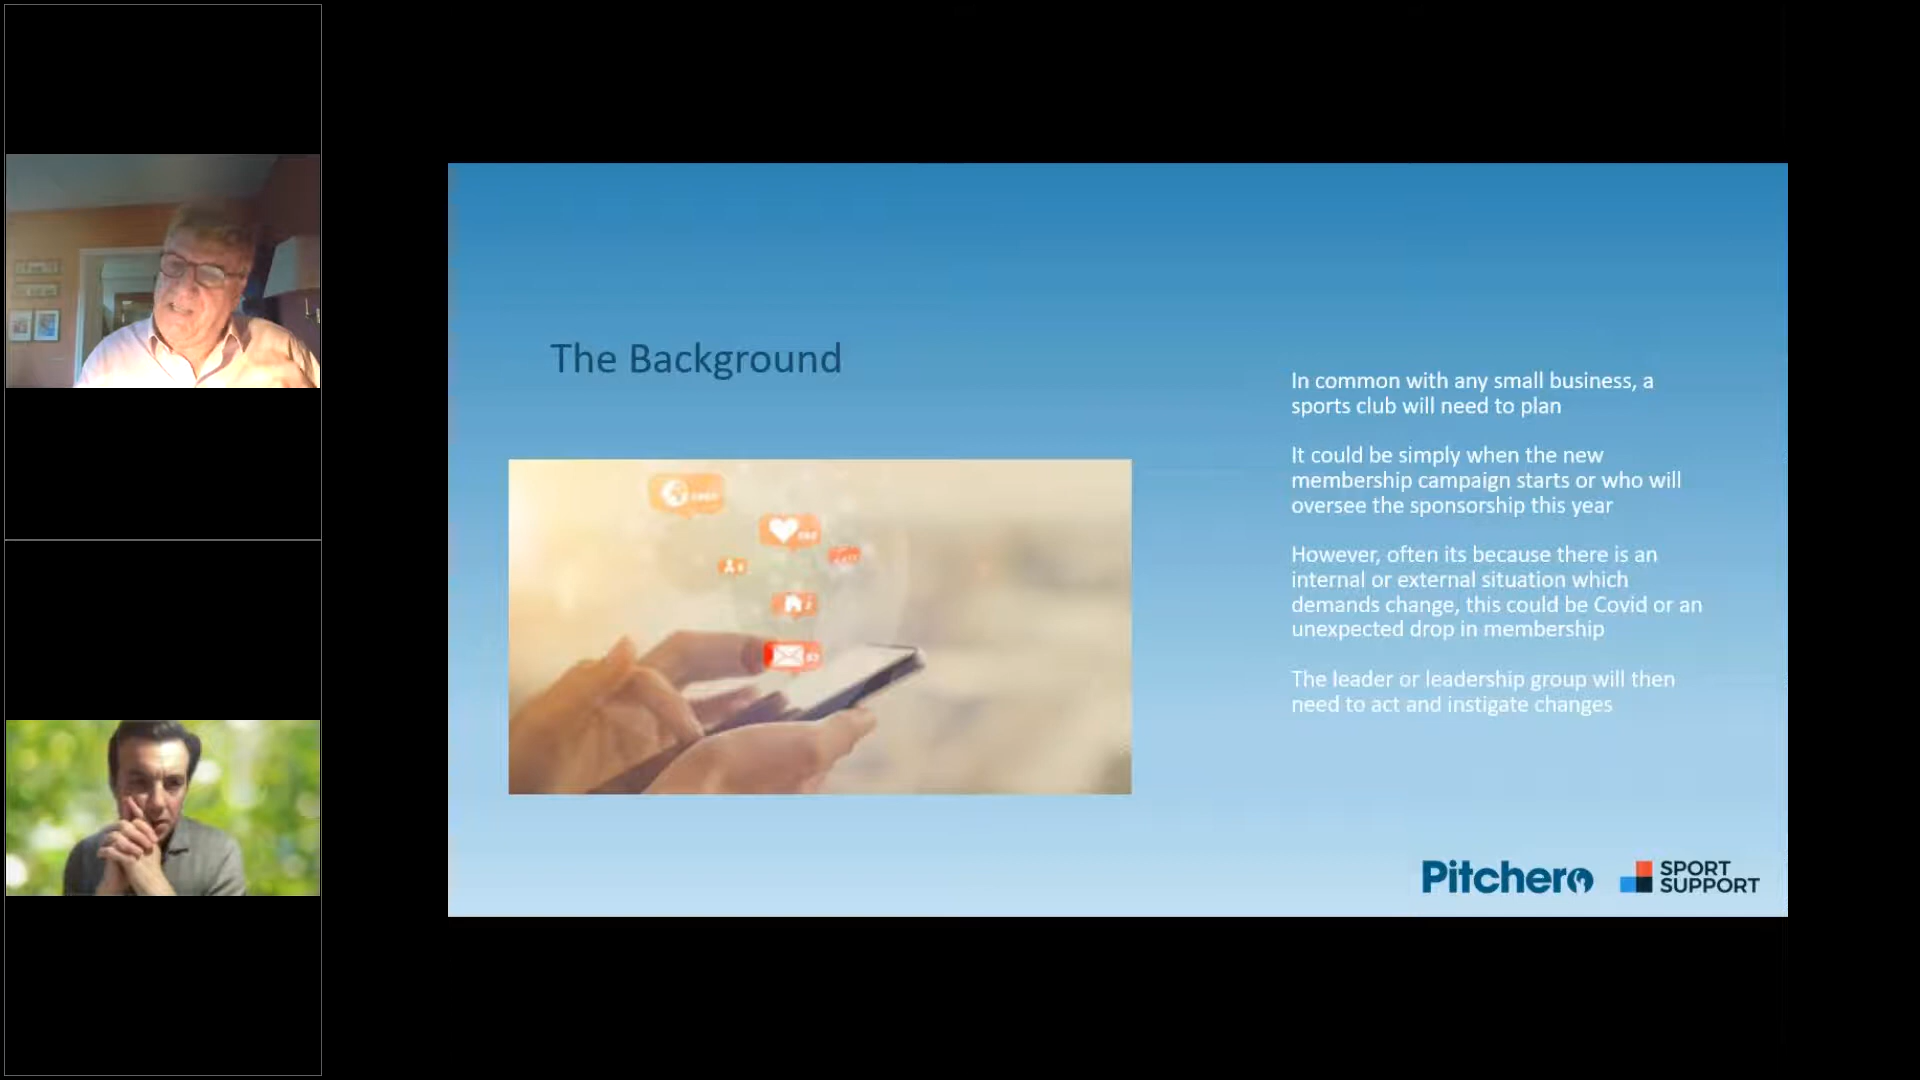 The Background
In common with any small business, a
sports club will need to plan
It could be simply when the new
membership campaign starts or who will
oversee the sponsorship this year
However, often its because there is an
internal or external situation which
demands change, this could be Covid or an
unexpected drop in membership
The leader or leadership group will then
need to act and instigate changes
Pitchero
SPORT
SUPPORT